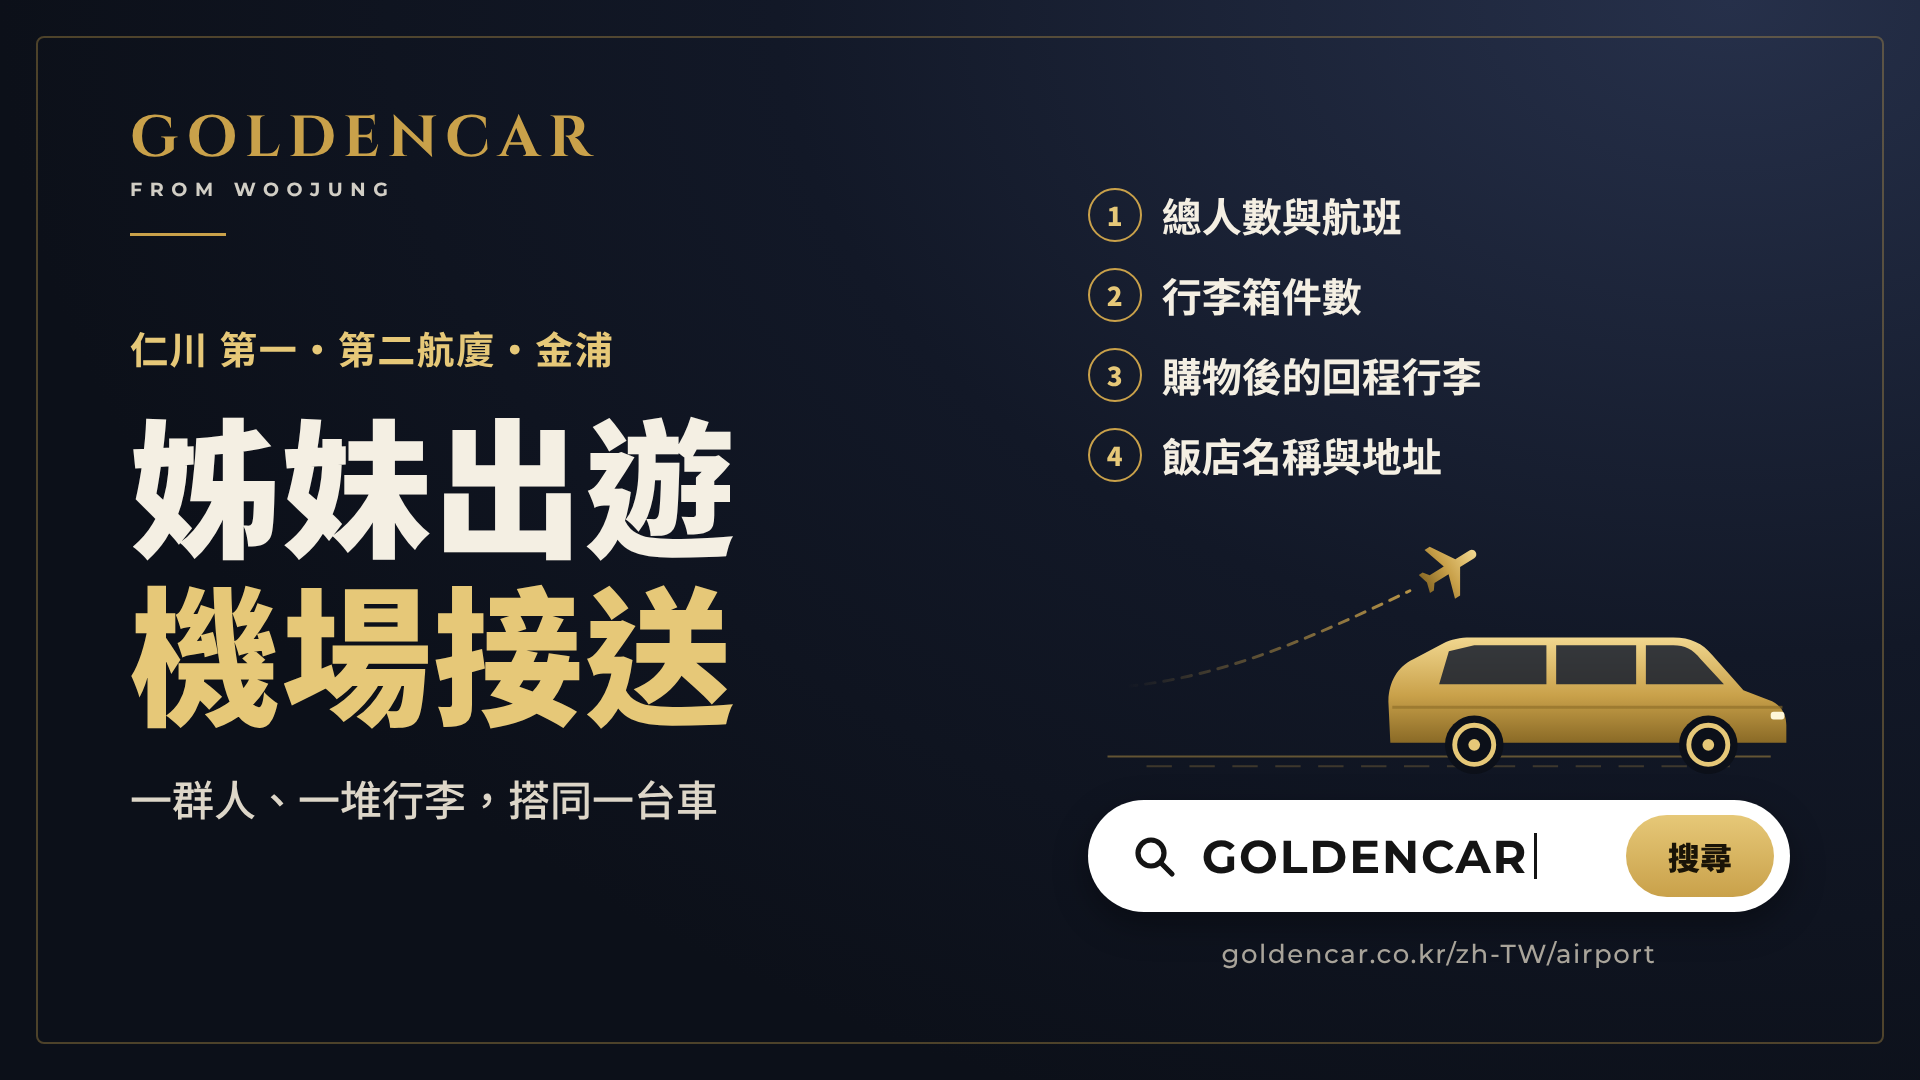 GOLDENCAR
FROM WOOJUNG
仁川 第一・第二航廈・金浦
姊妹出遊
機場接送
一群人、一堆行李，搭同一台車
1 總人數與航班
2 行李箱件數
3 購物後的回程行李
4 飯店名稱與地址
GOLDENCAR 搜尋
goldencar.co.kr/zh-TW/airport